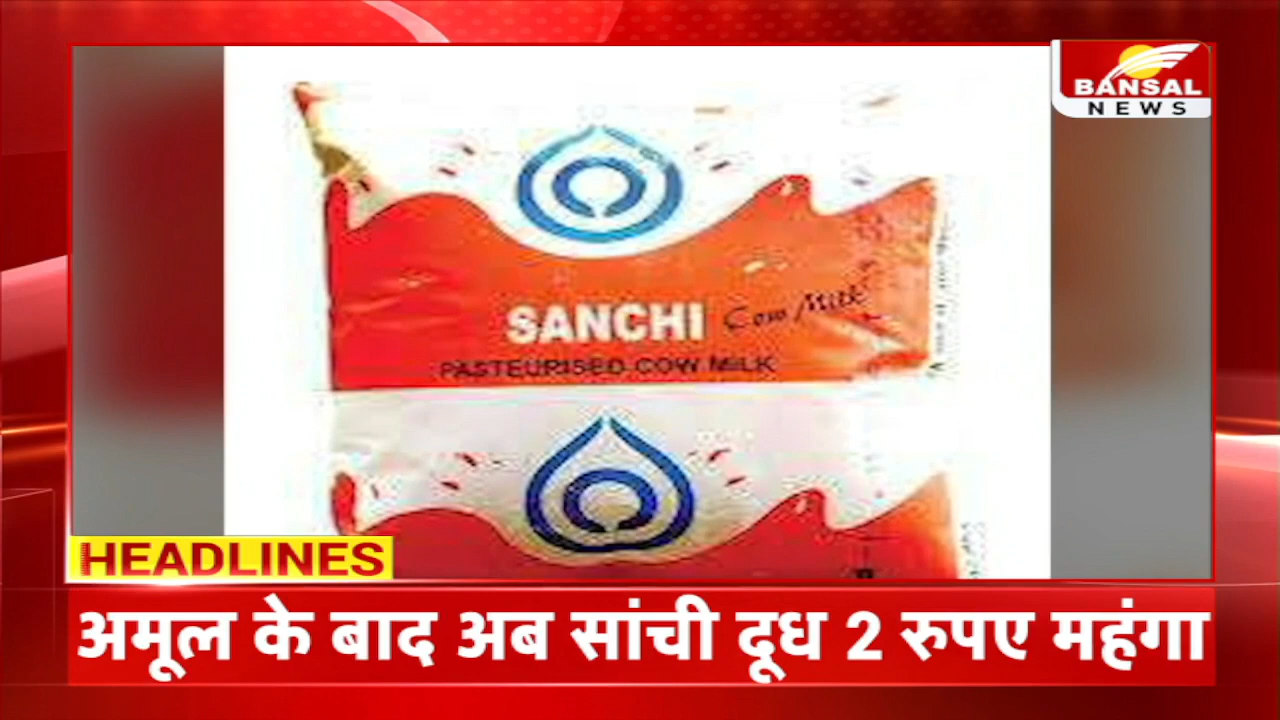 BANSAL
NEWS
SANCHI Cow Milk
PASTEURISED COW MILK
HEADLINES
अमूल के बाद अब सांची दूध 2 रुपए महंगा